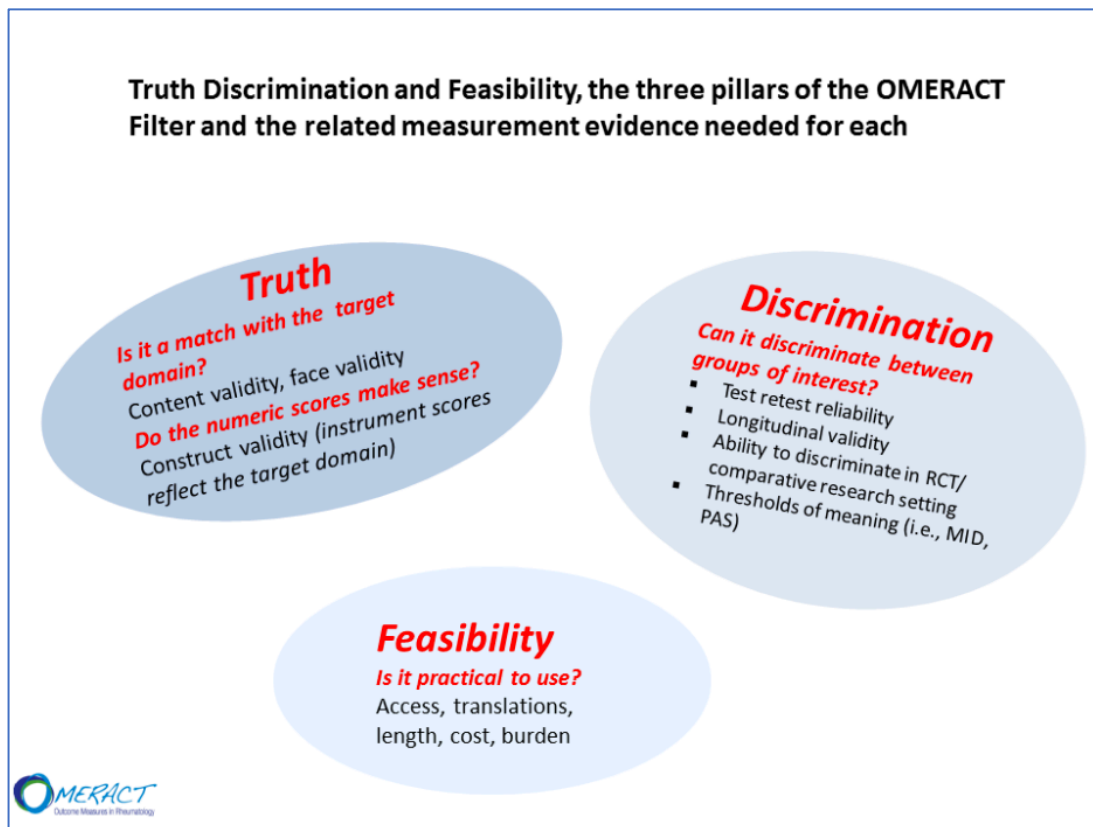 Truth Discrimination and Feasibility, the three pillars of the OMERACT
Filter and the related measurement evidence needed for each
Truth
Is it a match with the target
domain?
Content validity, face validity
Do the numeric scores make sense?
Construct validity (instrument scores
reflect the target domain)
Discrimination
Can it discriminate between
groups of interest?
▪ Test retest reliability
▪ Longitudinal validity
▪ Ability to discriminate in RCT/
comparative research setting
▪ Thresholds of meaning (i.e., MID,
PAS)
Feasibility
Is it practical to use?
Access, translations,
length, cost, burden
OMERACT
Outcome Measures in Rheumatology